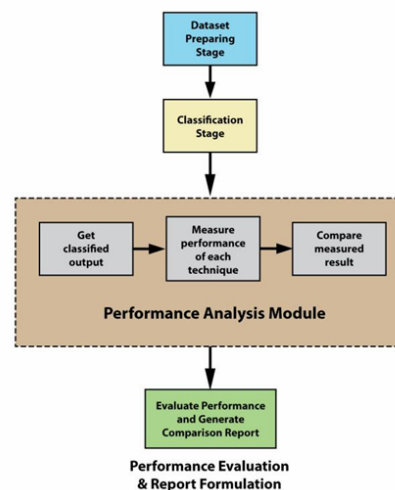 Dataset
Preparing
Stage
Classification
Stage
Get
classified
output
Measure
performance
of each
technique
Compare
measured
result
Performance Analysis Module
Evaluate Performance
and Generate
Comparison Report
Performance Evaluation
& Report Formulation